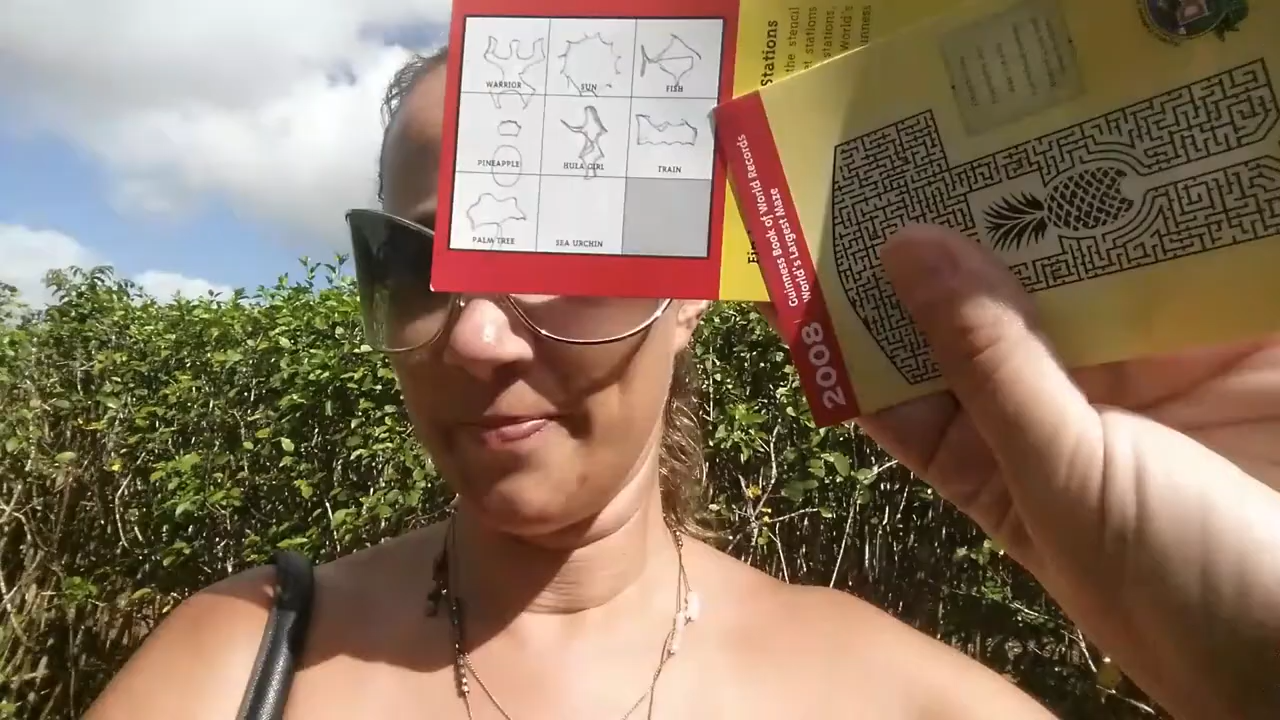 WARRIOR
SUN
FISH
PINEAPPLE
HULA GIRL
TRAIN
PALM TREE
SEA URCHIN
Stations
the stencil
stations
stations.
world's
Guinness Book of World Records
World's Largest Maze
2008